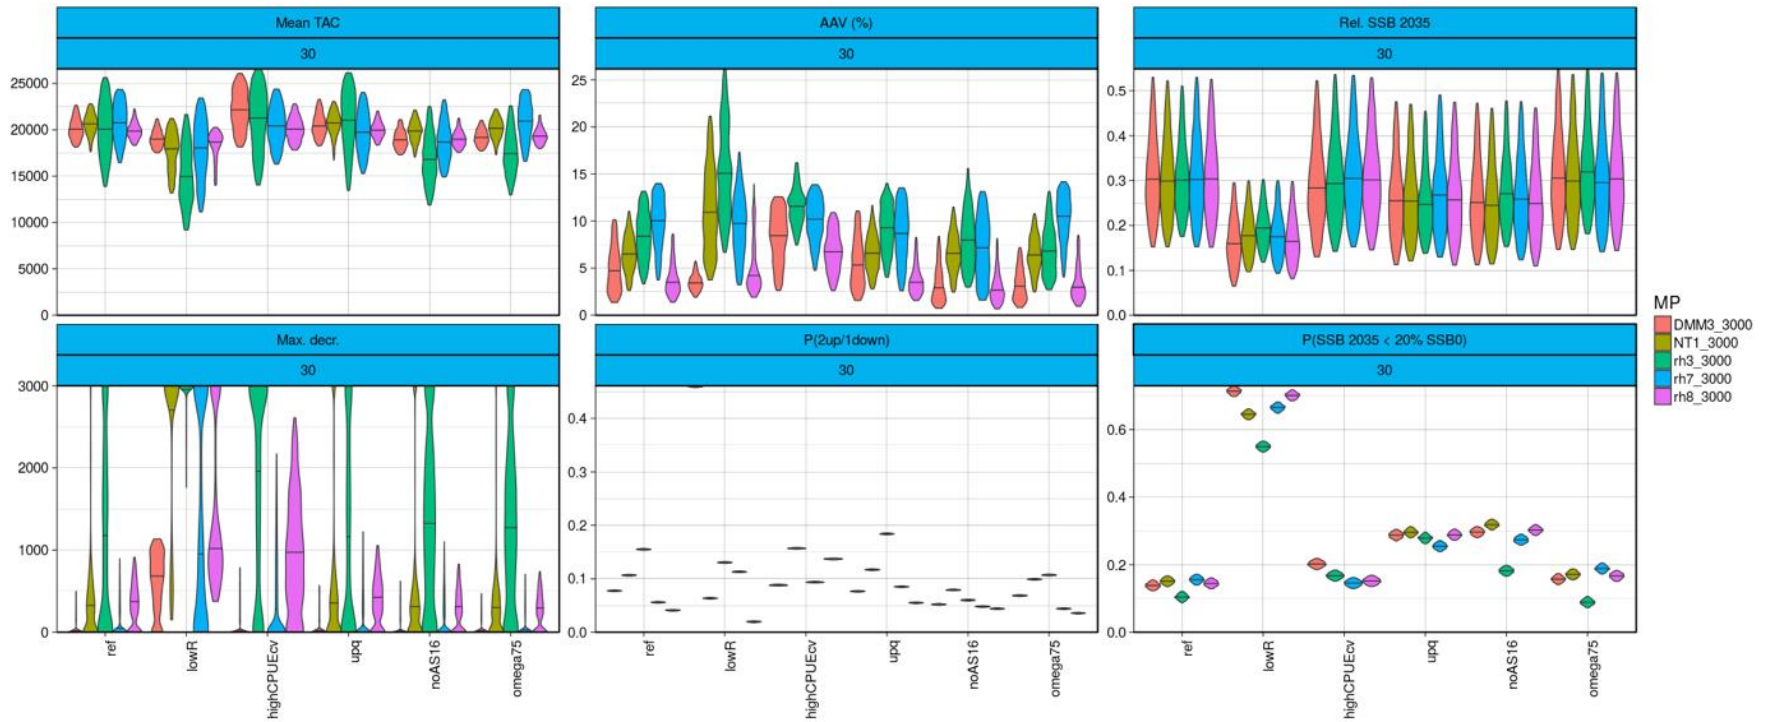 Mean TAC
AAV (%)
Rel. SSB 2035
30
30
30
25000
20000
15000
10000
5000
0
25
20
15
10
5
0
0.5
0.4
0.3
0.2
0.1
0.0
Max. decr.
P(2up/1down)
P(SSB 2035 < 20% SSB0)
30
30
30
3000
2000
1000
0
0.4
0.3
0.2
0.1
0.0
0.6
0.4
0.2
0.0
ref
lowR
highCPUEcv
upq
noAS16
omega75
ref
lowR
highCPUEcv
upq
noAS16
omega75
ref
lowR
highCPUEcv
upq
noAS16
omega75
MP
DMM3_3000
NT1_3000
rh3_3000
rh7_3000
rh8_3000